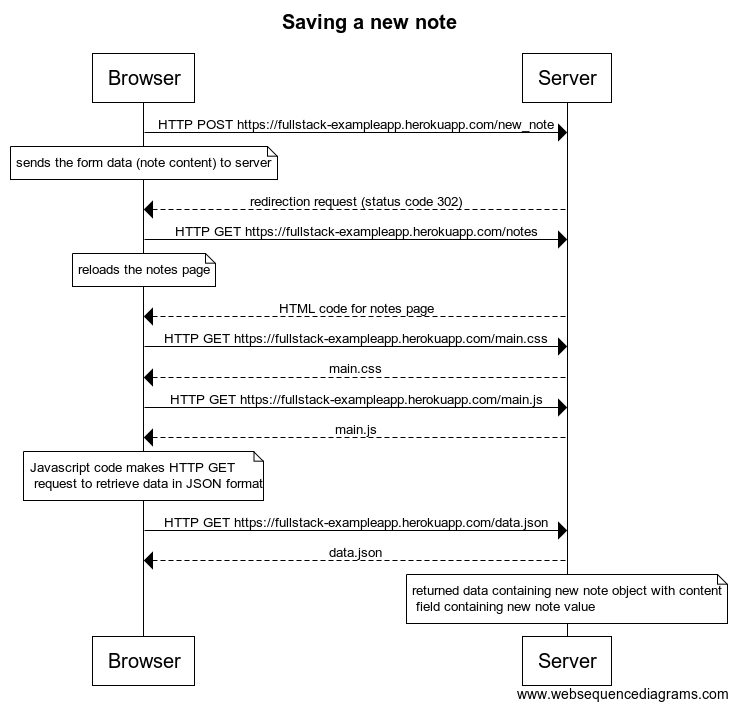 Saving a new note
Browser
Server
HTTP POST https://fullstack-exampleapp.herokuapp.com/new_note
sends the form data (note content) to server
redirection request (status code 302)
HTTP GET https://fullstack-exampleapp.herokuapp.com/notes
reloads the notes page
HTML code for notes page
HTTP GET https://fullstack-exampleapp.herokuapp.com/main.css
main.css
HTTP GET https://fullstack-exampleapp.herokuapp.com/main.js
main.js
Javascript code makes HTTP GET
request to retrieve data in JSON format
HTTP GET https://fullstack-exampleapp.herokuapp.com/data.json
data.json
returned data containing new note object with content
field containing new note value
Browser
Server
www.websequencediagrams.com